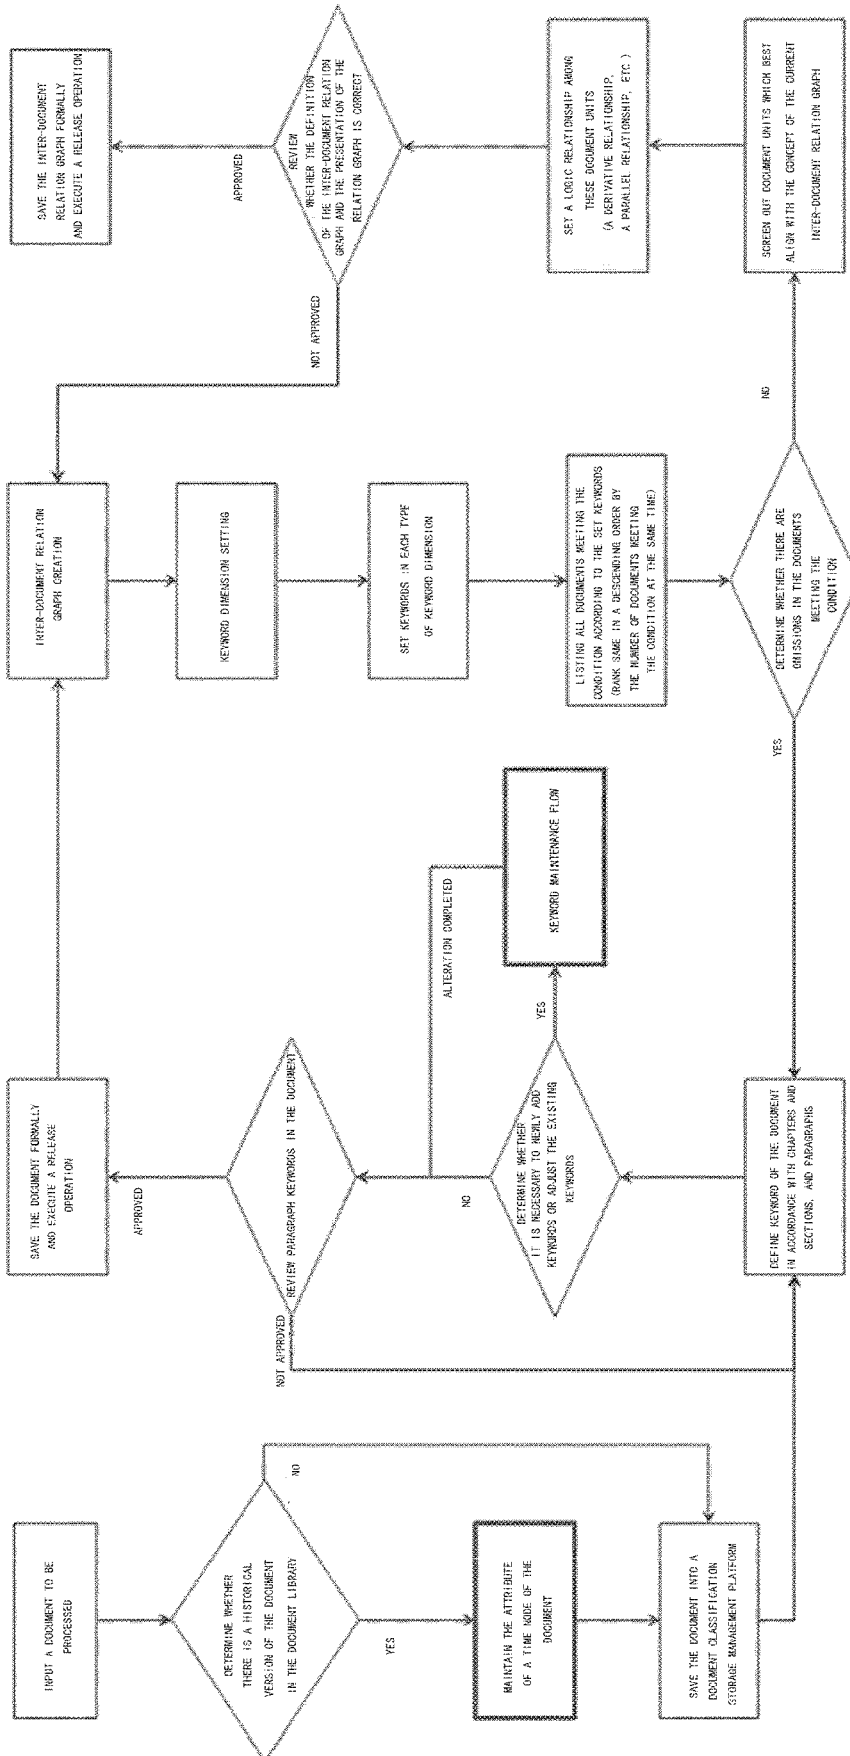 INPUT A DOCUMENT TO BE
PROCESSED
DETERMINE WHETHER
THERE IS A HISTORICAL
VERSION OF THE DOCUMENT
IN THE DOCUMENT LIBRARY
NO
YES
MAINTAIN THE ATTRIBUTE
OF A TIME NODE OF THE
DOCUMENT
SAVE THE DOCUMENT INTO A
DOCUMENT CLASSIFICATION
STORAGE MANAGEMENT PLATFORM
SAVE THE DOCUMENT FORMALLY
AND EXECUTE A RELEASE
OPERATION
APPROVED
REVIEW PARAGRAPH KEYWORDS IN THE DOCUMENT
NOT APPROVED
ALTERATION COMPLETED
NO
DETERMINE WHETHER
IT IS NECESSARY TO NEWLY ADD
KEYWORDS OR ADJUST THE EXISTING
KEYWORDS
YES
KEYWORD MAINTENANCE FLOW
DEFINE KEYWORD OF THE DOCUMENT
IN ACCORDANCE WITH CHAPTERS AND
SECTIONS, AND PARAGRAPHS
INTER-DOCUMENT RELATION
GRAPH CREATION
KEYWORD DIMENSION SETTING
SET KEYWORDS IN EACH TYPE
OF KEYWORD DIMENSION
LISTING ALL DOCUMENTS MEETING THE
CONDITION ACCORDING TO THE SET KEYWORDS
(RANK SAME IN A DESCENDING ORDER BY
THE NUMBER OF DOCUMENTS MEETING
THE CONDITION AT THE SAME TIME)
DETERMINE WHETHER THERE ARE
OMISSIONS IN THE DOCUMENTS
MEETING THE
CONDITION
YES
NO
SAVE THE INTER-DOCUMENT
RELATION GRAPH FORMALLY
AND EXECUTE A RELEASE OPERATION
APPROVED
REVIEW
WHETHER THE DEFINITION
OF THE INTER-DOCUMENT RELATION
GRAPH AND THE PRESENTATION OF THE
RELATION GRAPH IS CORRECT
NOT APPROVED
SET A LOGIC RELATIONSHIP AMONG
THESE DOCUMENT UNITS
(A DERIVATIVE RELATIONSHIP,
A PARALLEL RELATIONSHIP, ETC.)
SCREEN OUT DOCUMENT UNITS WHICH BEST
ALIGN WITH THE CONCEPT OF THE CURRENT
INTER-DOCUMENT RELATION GRAPH